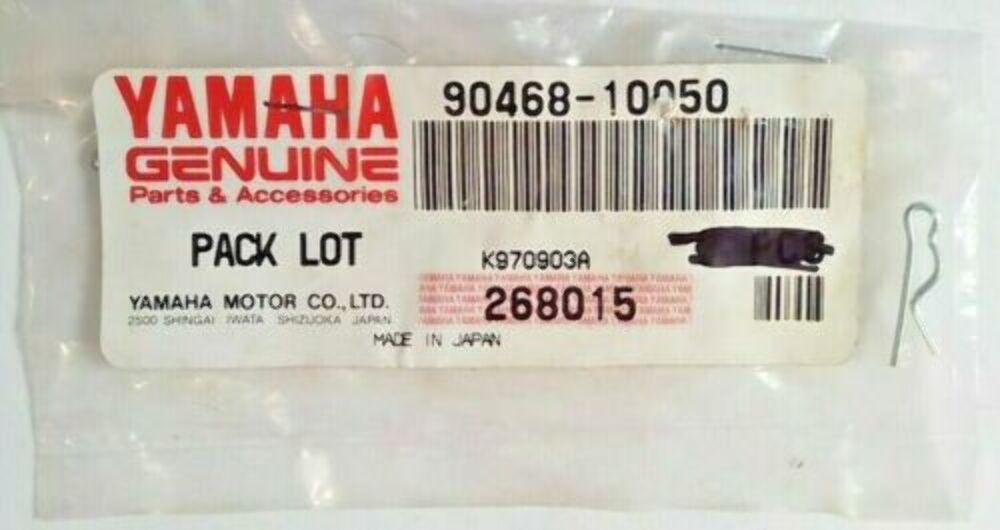 YAMAHA
GENUINE
Parts & Accessories
90468-10050
PACK LOT
K970903A
YAMAHA MOTOR CO., LTD.
2500 SHINGAI IWATA SHIZUOKA JAPAN
268015
MADE IN JAPAN